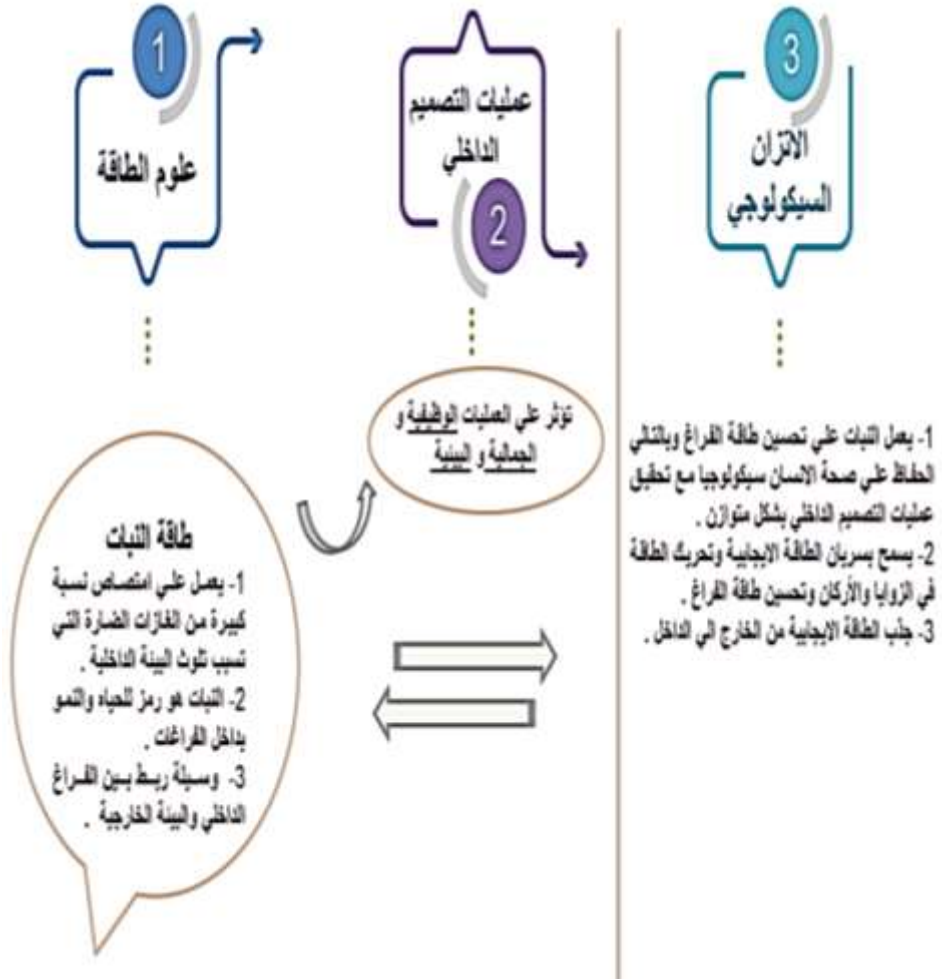 1
علوم الطاقة
عمليات التصميم
الداخلي
2
3
الاتزان
السيكولوجي
طاقة النبات
1- يعمل علي امتصاص نسبة
كبيرة من الغازات الضارة التي
تسبب تلوث البيئة الداخلية .
2- النبات هو رمز للحياه والنمو
بداخل الفراغات .
3- وسيلة ربط بين الفراغ
الداخلي والبيئة الخارجية .
تؤثر علي العمليات الوظيفية و
الجمالية و البيئية
1- يعمل النبات علي تحسين طاقة الفراغ وبالتالي
الحفاظ علي صحة الانسان سيكولوجيا مع تحقيق
عمليات التصميم الداخلي بشكل متوازن .
2- يسمح بسريان الطاقة الايجابية وتحريك الطاقة
في الزوايا والأركان وتحسين طاقة الفراغ .
3- جذب الطاقة الايجابية من الخارج الي الداخل .